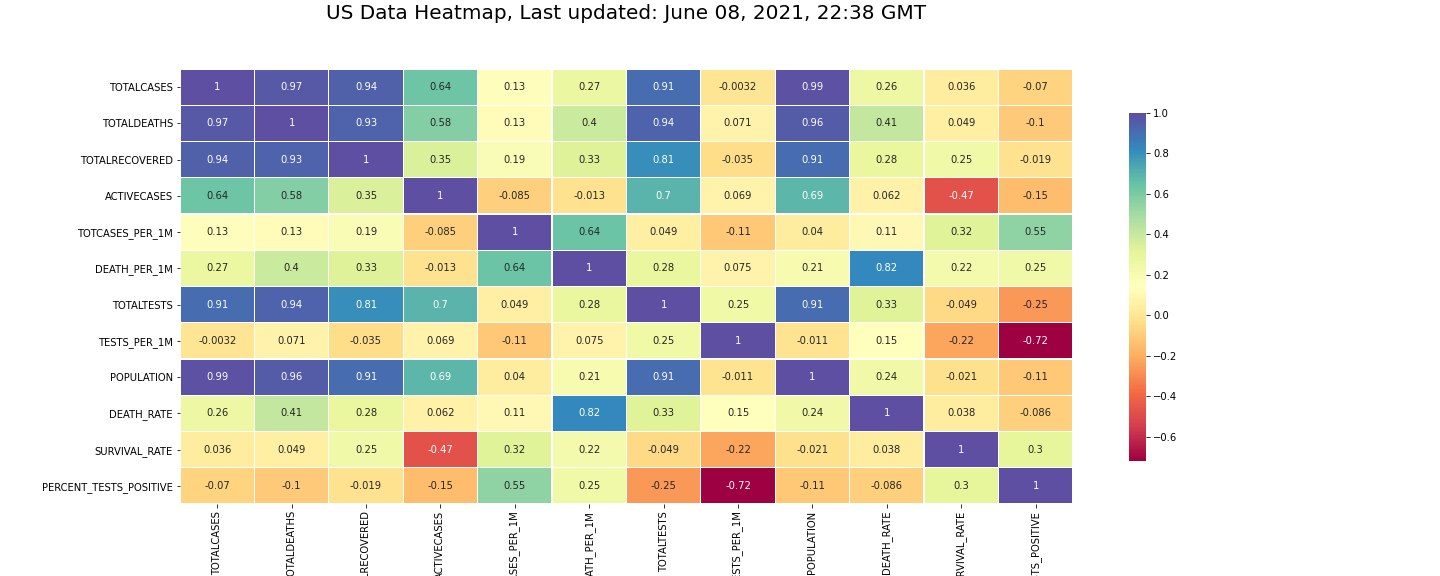 US Data Heatmap, Last updated: June 08, 2021, 22:38 GMT
TOTALCASES 1 0.97 0.94 0.64 0.13 0.27 0.91 -0.0032 0.99 0.26 0.036 -0.07
TOTALDEATHS 0.97 1 0.93 0.58 0.13 0.4 0.94 0.071 0.96 0.41 0.049 -0.1
TOTALRECOVERED 0.94 0.93 1 0.35 0.19 0.33 0.81 -0.035 0.91 0.28 0.25 -0.019
ACTIVECASES 0.64 0.58 0.35 1 -0.085 -0.013 0.7 0.069 0.69 0.062 -0.47 -0.15
TOTCASES_PER_1M 0.13 0.13 0.19 -0.085 1 0.64 0.049 -0.11 0.04 0.11 0.32 0.55
DEATH_PER_1M 0.27 0.4 0.33 -0.013 0.64 1 0.28 0.075 0.21 0.82 0.22 0.25
TOTALTESTS 0.91 0.94 0.81 0.7 0.049 0.28 1 0.25 0.91 0.33 -0.049 -0.25
TESTS_PER_1M -0.0032 0.071 -0.035 0.069 -0.11 0.075 0.25 1 -0.011 0.15 -0.22 -0.72
POPULATION 0.99 0.96 0.91 0.69 0.04 0.21 0.91 -0.011 1 0.24 -0.021 -0.11
DEATH_RATE 0.26 0.41 0.28 0.062 0.11 0.82 0.33 0.15 0.24 1 0.038 -0.086
SURVIVAL_RATE 0.036 0.049 0.25 -0.47 0.32 0.22 -0.049 -0.22 -0.021 0.038 1 0.3
PERCENT_TESTS_POSITIVE -0.07 -0.1 -0.019 -0.15 0.55 0.25 -0.25 -0.72 -0.11 -0.086 0.3 1
TOTALCASES
OTALDEATHS
LRECOVERED
CTIVECASES
SES_PER_1M
ATH_PER_1M
TOTALTESTS
STS_PER_1M
POPULATION
DEATH_RATE
RVIVAL_RATE
TS_POSITIVE
1.0
0.8
0.6
0.4
0.2
0.0
−0.2
−0.4
−0.6